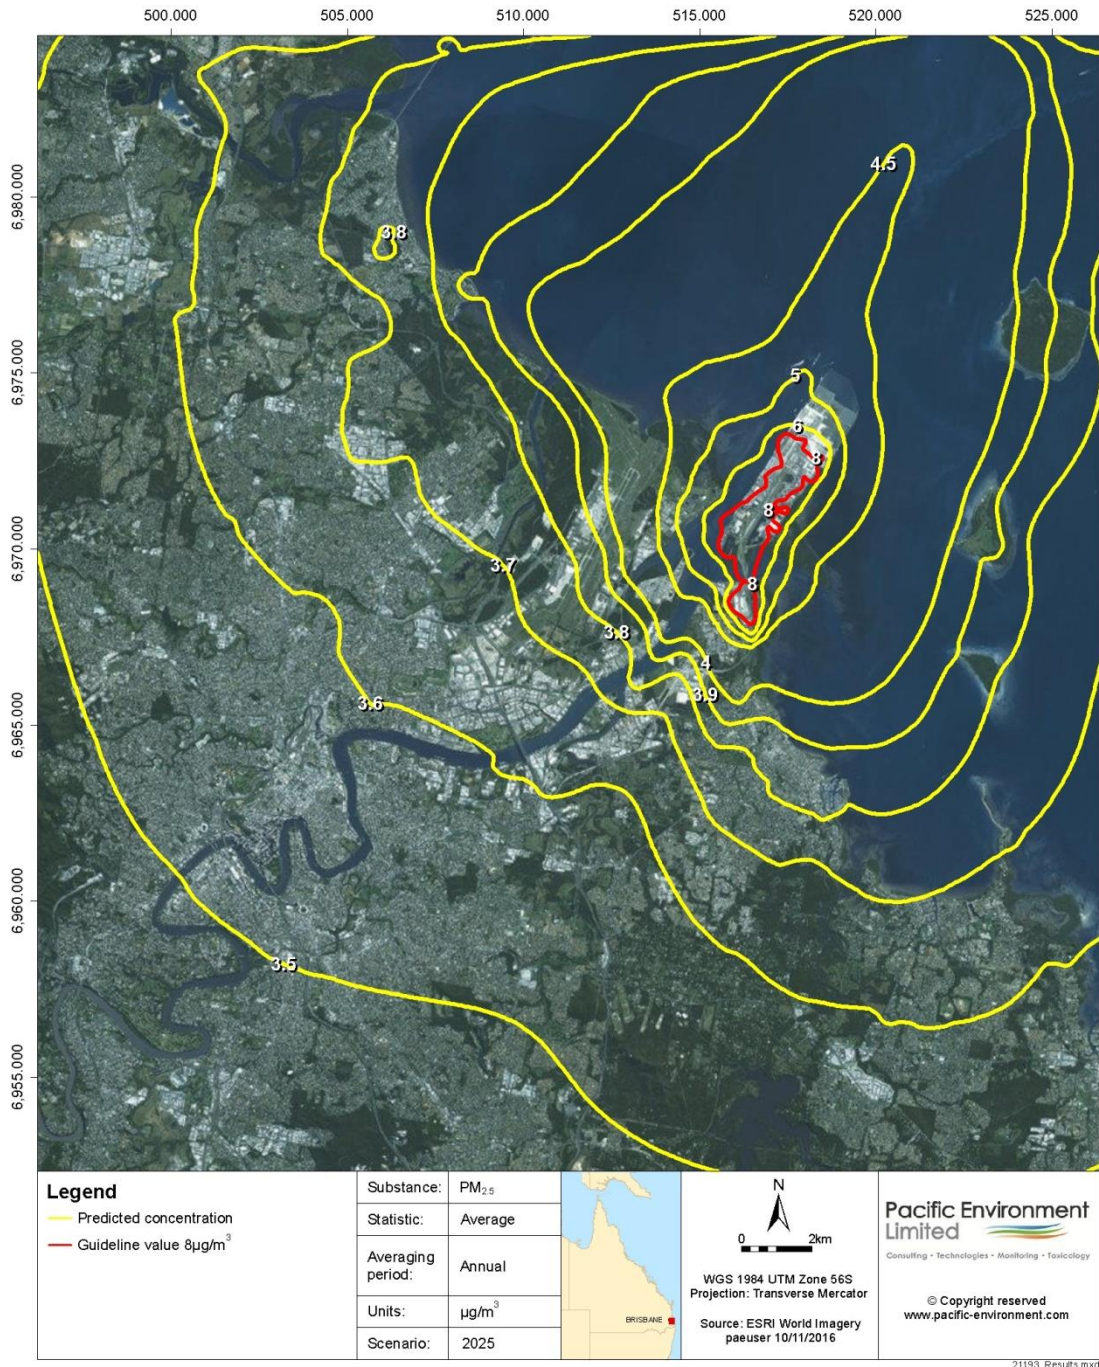 500.000 505.000 510.000 515.000 520.000 525.000
6,980.000
6,975.000
6,970.000
6,965.000
6,960.000
6,955.000
4.5
3.8
5
6
8
8
8
3.7
3.8
4
3.9
3.6
3.5
Legend
Predicted concentration
Guideline value 8µg/m³
Substance: PM₂.₅
Statistic: Average
Averaging period: Annual
Units: µg/m³
Scenario: 2025
BRISBANE
N
0 2km
WGS 1984 UTM Zone 56S
Projection: Transverse Mercator
Source: ESRI World Imagery
paeuser 10/11/2016
Pacific Environment
Limited
Consulting • Technologies • Monitoring • Toxicology
© Copyright reserved
www.pacific-environment.com
21193_Results.mxd